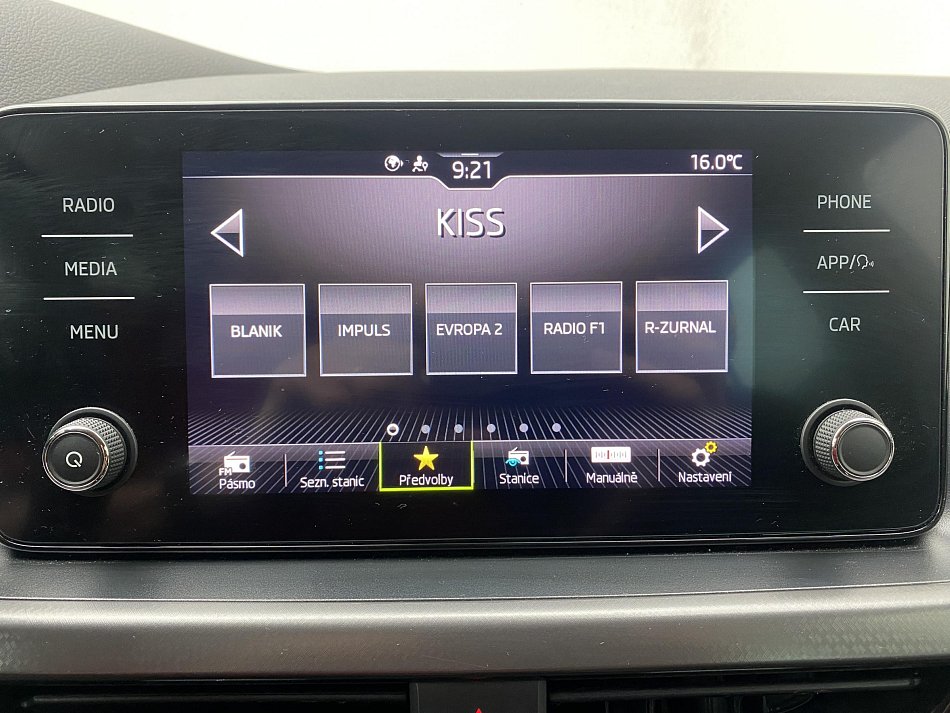 9:21
16.0°C
KISS
RADIO
MEDIA
MENU
PHONE
APP/
CAR
BLANIK
IMPULS
EVROPA 2
RADIO F1
R-ZURNAL
FM
Pásmo
Sezn. stanic
Předvolby
Stanice
Manuálně
Nastavení